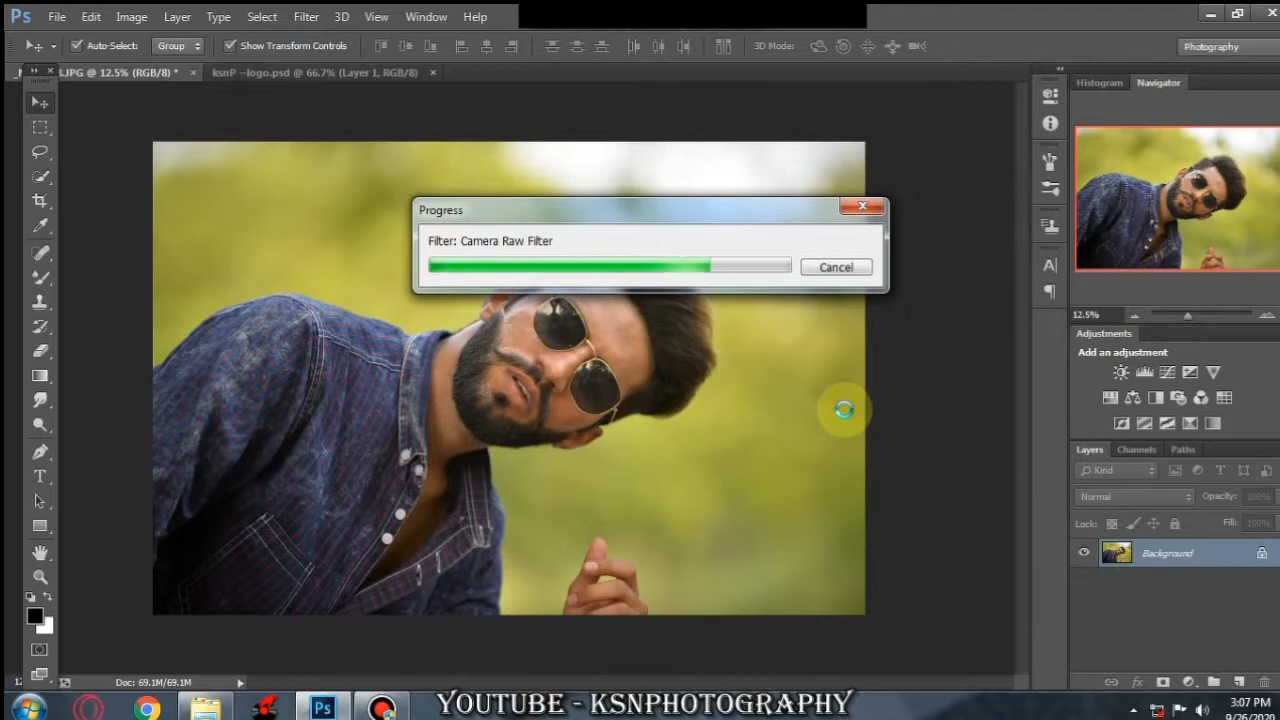 Ps File Edit Image Layer Type Select Filter 3D View Window Help
Auto-Select: Group Show Transform Controls 3D Mode: Photography
.JPG @ 12.5% (RGB/8) * × ksnP --logo.psd @ 66.7% (Layer 1, RGB/8) ×
Histogram Navigator
Progress
Filter: Camera Raw Filter
Cancel
12.5%
Adjustments
Add an adjustment
Layers Channels Paths
Kind
Normal Opacity: 100%
Lock: Fill: 100%
Background
Doc: 69.1M/69.1M
Ps YOUTUBE - KSNPHOTOGRAPHY 3:07 PM